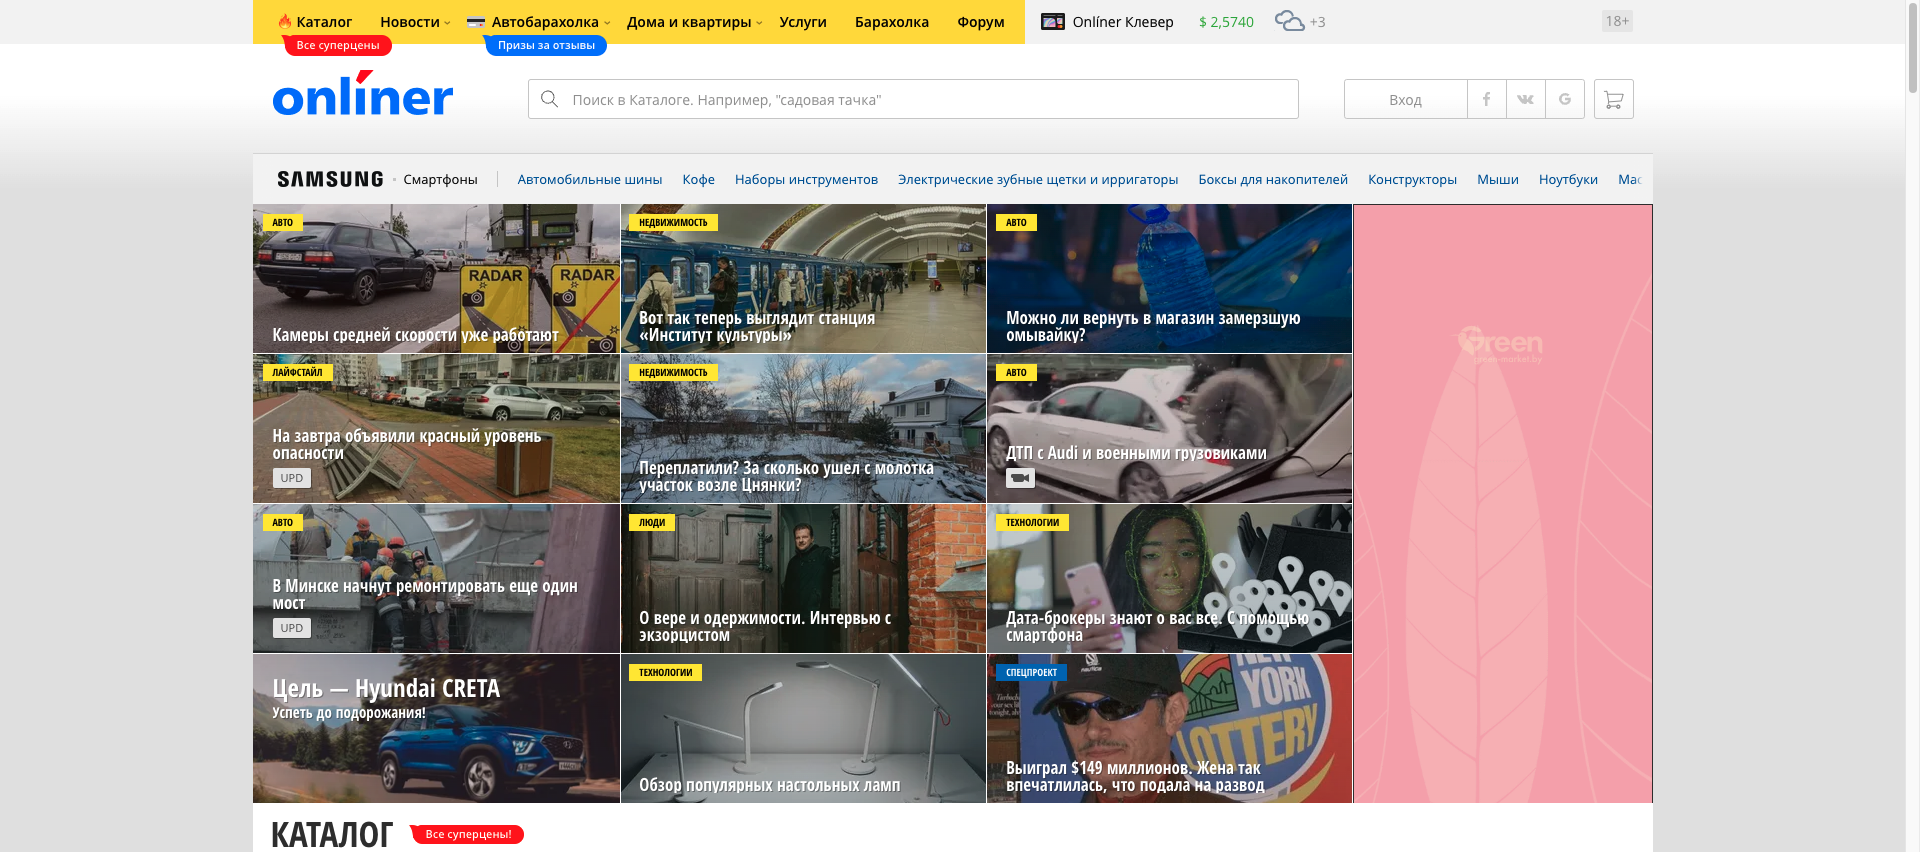 Каталог
Новости
Автобарахолка
Дома и квартиры
Услуги
Барахолка
Форум
Onlíner Клевер
$ 2,5740
+3
18+
Все суперцены
Призы за отзывы
onlíner
Поиск в Каталоге. Например, "садовая тачка"
Вход
SAMSUNG
Смартфоны
Автомобильные шины
Кофе
Наборы инструментов
Электрические зубные щетки и ирригаторы
Боксы для накопителей
Конструкторы
Мыши
Ноутбуки
Мас
АВТО
RADAR
RADAR
Камеры средней скорости уже работают
НЕДВИЖИМОСТЬ
Вот так теперь выглядит станция
«Институт культуры»
АВТО
Можно ли вернуть в магазин замерзшую
омывайку?
Green
green-market.by
ЛАЙФСТАЙЛ
На завтра объявили красный уровень
опасности
UPD
НЕДВИЖИМОСТЬ
Переплатили? За сколько ушел с молотка
участок возле Цнянки?
АВТО
ДТП с Audi и военными грузовиками
АВТО
В Минске начнут ремонтировать еще один
мост
UPD
ЛЮДИ
О вере и одержимости. Интервью с
экзорцистом
ТЕХНОЛОГИИ
Дата-брокеры знают о вас все. С помощью
смартфона
Цель — Hyundai CRETA
Успеть до подорожания!
ТЕХНОЛОГИИ
Обзор популярных настольных ламп
СПЕЦПРОЕКТ
NEW
YORK
LOTTERY
Выиграл $149 миллионов. Жена так
впечатлилась, что подала на развод
КАТАЛОГ
Все суперцены!